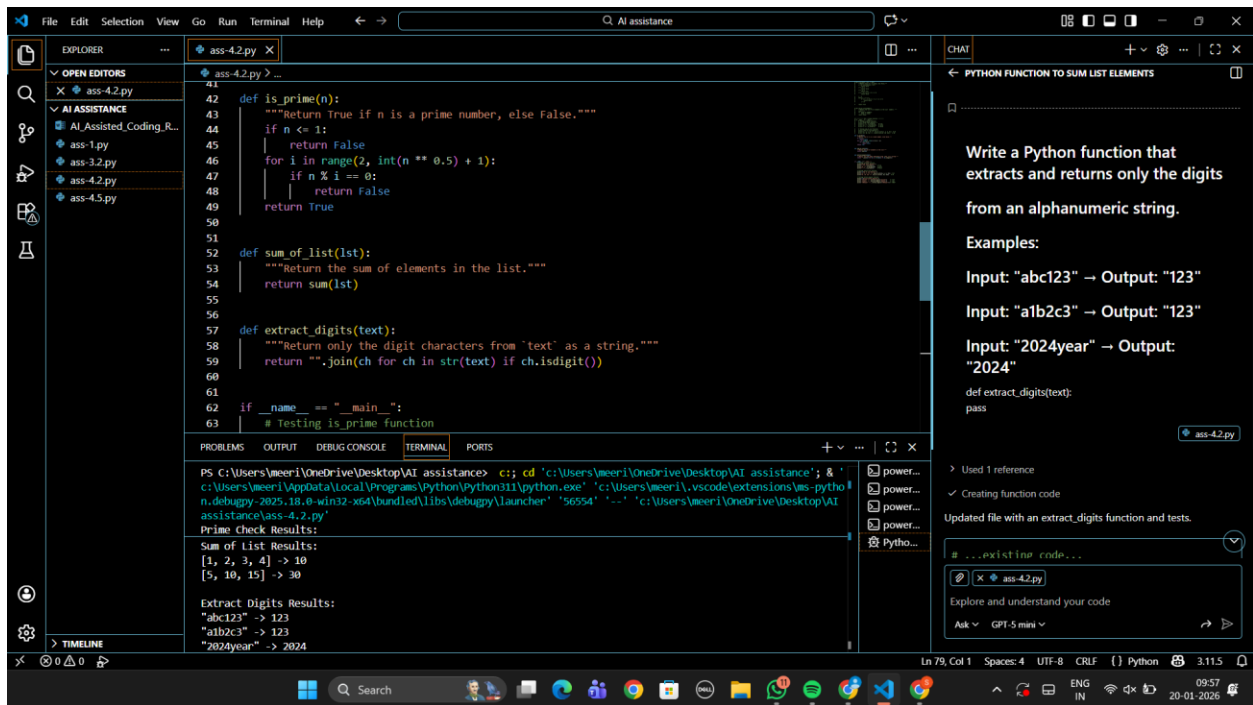 File Edit Selection View Go Run Terminal Help
AI assistance
EXPLORER
OPEN EDITORS
ass-4.2.py
AI ASSISTANCE
AI_Assisted_Coding_R...
ass-1.py
ass-3.2.py
ass-4.2.py
ass-4.5.py
TIMELINE
ass-4.2.py
ass-4.2.py > ...
41
42 def is_prime(n):
43 """Return True if n is a prime number, else False."""
44 if n <= 1:
45 return False
46 for i in range(2, int(n ** 0.5) + 1):
47 if n % i == 0:
48 return False
49 return True
50
51
52 def sum_of_list(lst):
53 """Return the sum of elements in the list."""
54 return sum(lst)
55
56
57 def extract_digits(text):
58 """Return only the digit characters from `text` as a string."""
59 return "".join(ch for ch in str(text) if ch.isdigit())
60
61
62 if __name__ == "__main__":
63 # Testing is_prime function
PROBLEMS OUTPUT DEBUG CONSOLE TERMINAL PORTS
PS C:\Users\meeri\OneDrive\Desktop\AI assistance> c:; cd 'c:\Users\meeri\OneDrive\Desktop\AI assistance'; & '
c:\Users\meeri\AppData\Local\Programs\Python\Python311\python.exe' 'c:\Users\meeri\.vscode\extensions\ms-pytho
n.debugpy-2025.18.0-win32-x64\bundled\libs\debugpy\launcher' '56554' '--' 'c:\Users\meeri\OneDrive\Desktop\AI
assistance\ass-4.2.py'
Prime Check Results:
Sum of List Results:
[1, 2, 3, 4] -> 10
[5, 10, 15] -> 30
Extract Digits Results:
"abc123" -> 123
"a1b2c3" -> 123
"2024year" -> 2024
power...
power...
power...
power...
Pytho...
CHAT
PYTHON FUNCTION TO SUM LIST ELEMENTS
Write a Python function that
extracts and returns only the digits
from an alphanumeric string.
Examples:
Input: "abc123" → Output: "123"
Input: "a1b2c3" → Output: "123"
Input: "2024year" → Output:
"2024"
def extract_digits(text):
pass
ass-4.2.py
Used 1 reference
Creating function code
Updated file with an extract_digits function and tests.
# ...existing code...
ass-4.2.py
Explore and understand your code
Ask GPT-5 mini
0 0
Ln 79, Col 1 Spaces: 4 UTF-8 CRLF {} Python 3.11.5
Search
DELL
11
ENG
IN
09:57
20-01-2026